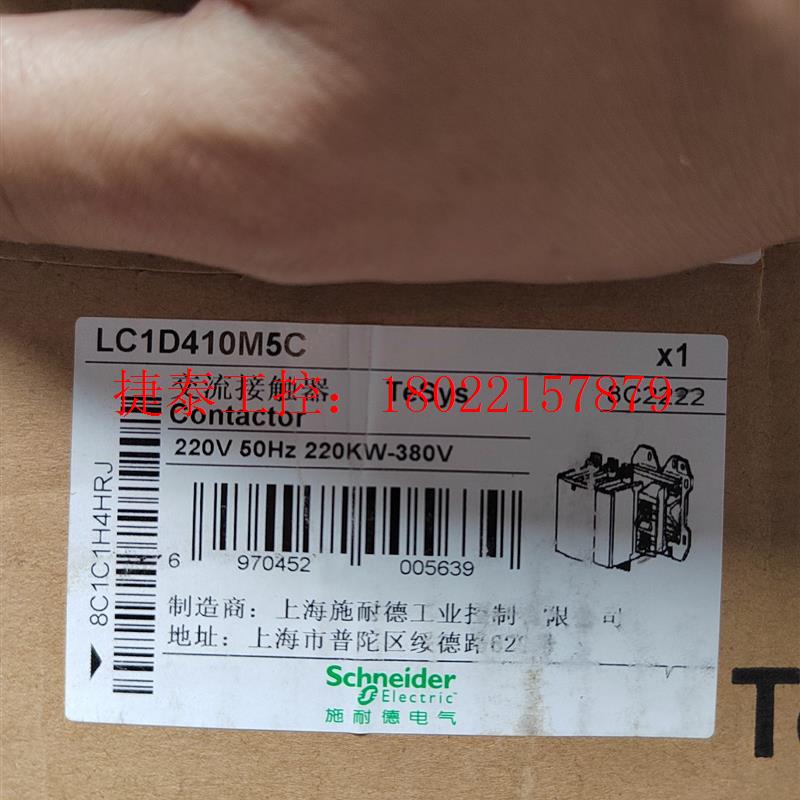 LC1D410M5C
x1
交流接触器 TeSys 8C2222
捷泰工控: 18022157879
Contactor
220V 50Hz 220KW-380V
8C1C1H4HRJ
6 970452 005639
制造商: 上海施耐德工业控制有限公司
地址: 上海市普陀区绥德路
Schneider
Electric
施耐德电气